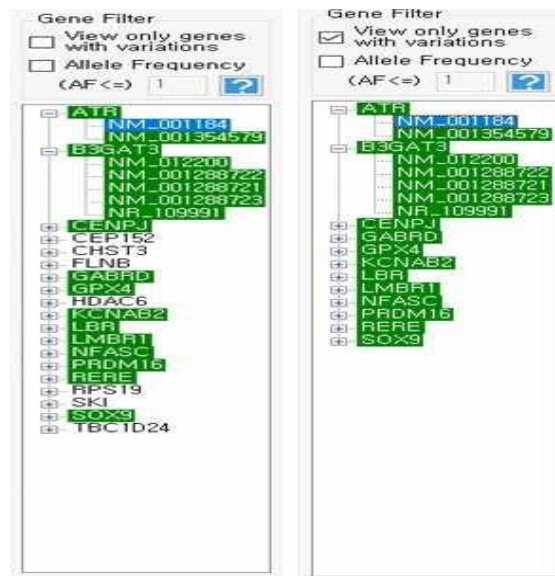 Gene Filter
View only genes
with variations
Allele Frequency
(AF<=) 1 ?
ATR
NM_001184
NM_001354579
B3GAT3
NM_012200
NM_001288722
NM_001288721
NM_001288723
NR_109991
CENPJ
CEP152
CHST3
FLNB
GABRD
GPX4
HDAC6
KCNAB2
LBR
LMBR1
NFASC
PRDM16
RERE
RPS19
SKI
SOX9
TBC1D24
Gene Filter
View only genes
with variations
Allele Frequency
(AF<=) 1 ?
ATR
NM_001184
NM_001354579
B3GAT3
NM_012200
NM_001288722
NM_001288721
NM_001288723
NR_109991
CENPJ
GABRD
GPX4
KCNAB2
LBR
LMBR1
NFASC
PRDM16
RERE
SOX9